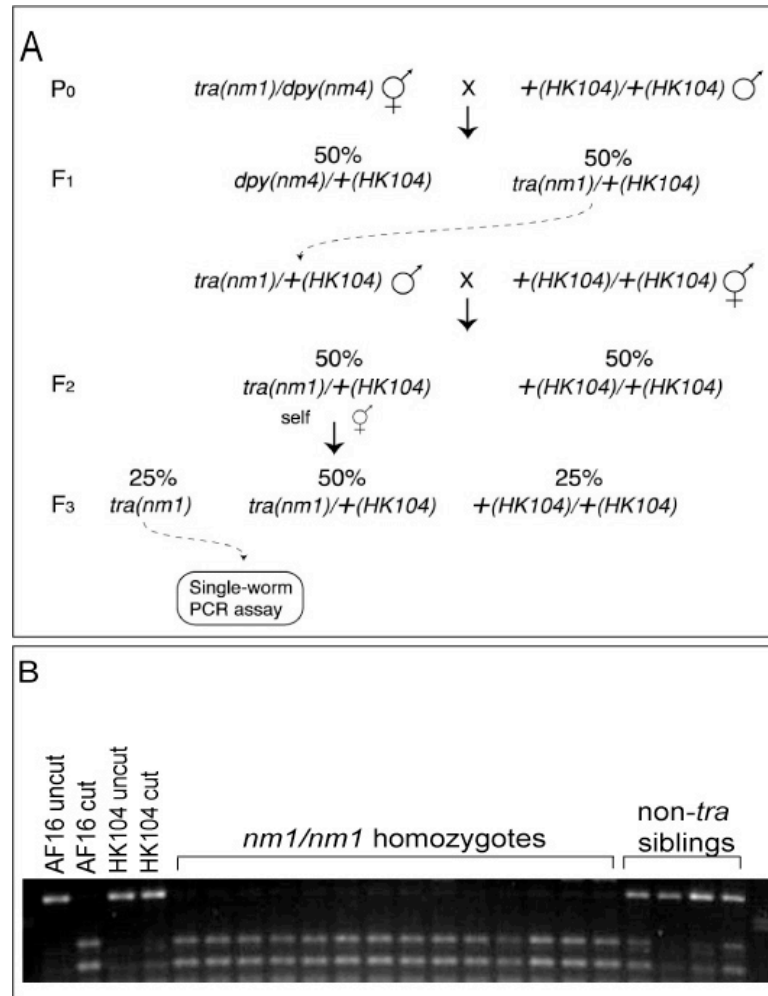 A
P0 tra(nm1)/dpy(nm4) ⚥ X +(HK104)/+(HK104) ♂
50% 50%
F1 dpy(nm4)/+(HK104) tra(nm1)/+(HK104)
tra(nm1)/+(HK104) ♂ X +(HK104)/+(HK104) ⚥
50% 50%
F2 tra(nm1)/+(HK104) +(HK104)/+(HK104)
self ⚥
25% 50% 25%
F3 tra(nm1) tra(nm1)/+(HK104) +(HK104)/+(HK104)
Single-worm
PCR assay
B
AF16 uncut
AF16 cut
HK104 uncut
HK104 cut
nm1/nm1 homozygotes
non-tra
siblings